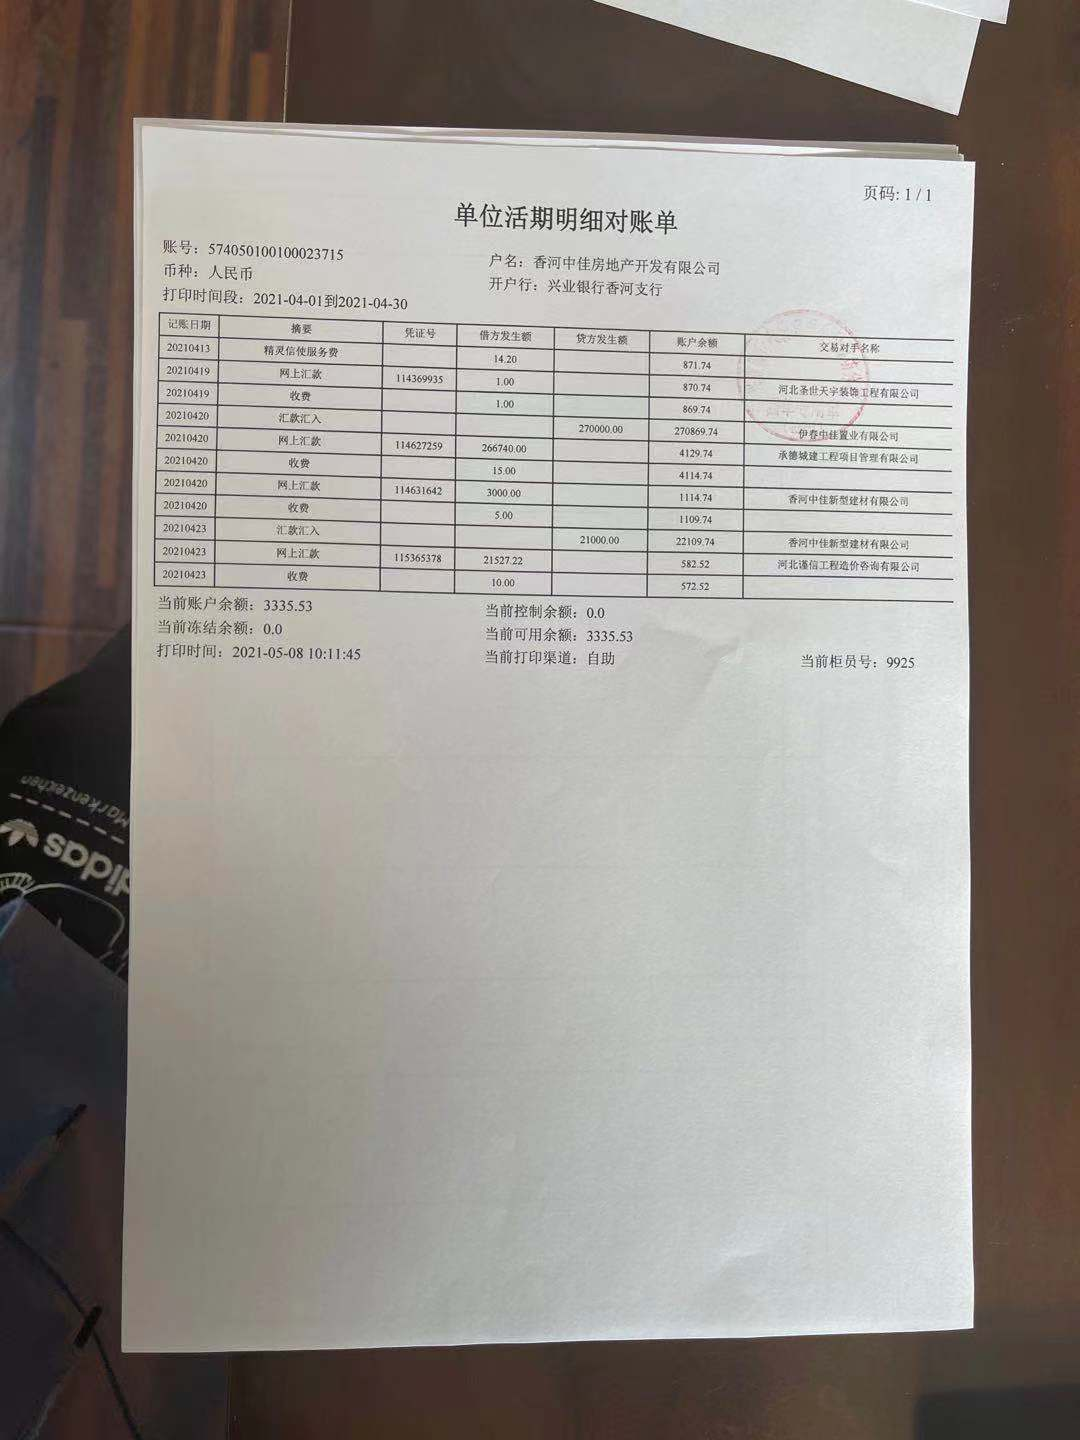 页码: 1 / 1
单位活期明细对账单
账号: 574050100100023715
户名: 香河中佳房地产开发有限公司
币种: 人民币
开户行: 兴业银行香河支行
打印时间段: 2021-04-01到2021-04-30
记账日期 摘要 凭证号 借方发生额 贷方发生额 账户余额 交易对手名称
20210413 精灵信使服务费 14.20 871.74
20210419 网上汇款 114369935 1.00 870.74 河北圣世天宇装饰工程有限公司
20210419 收费 1.00 869.74
20210420 汇款汇入 270000.00 270869.74 伊春中佳置业有限公司
20210420 网上汇款 114627259 266740.00 4129.74 承德城建工程项目管理有限公司
20210420 收费 15.00 4114.74
20210420 网上汇款 114631642 3000.00 1114.74 香河中佳新型建材有限公司
20210420 收费 5.00 1109.74
20210423 汇款汇入 21000.00 22109.74 香河中佳新型建材有限公司
20210423 网上汇款 115365378 21527.22 582.52 河北谨信工程造价咨询有限公司
20210423 收费 10.00 572.52
当前账户余额: 3335.53
当前控制余额: 0.0
当前冻结余额: 0.0
当前可用余额: 3335.53
打印时间: 2021-05-08 10:11:45
当前打印渠道: 自助
当前柜员号: 9925
Markenzeichen
adidas